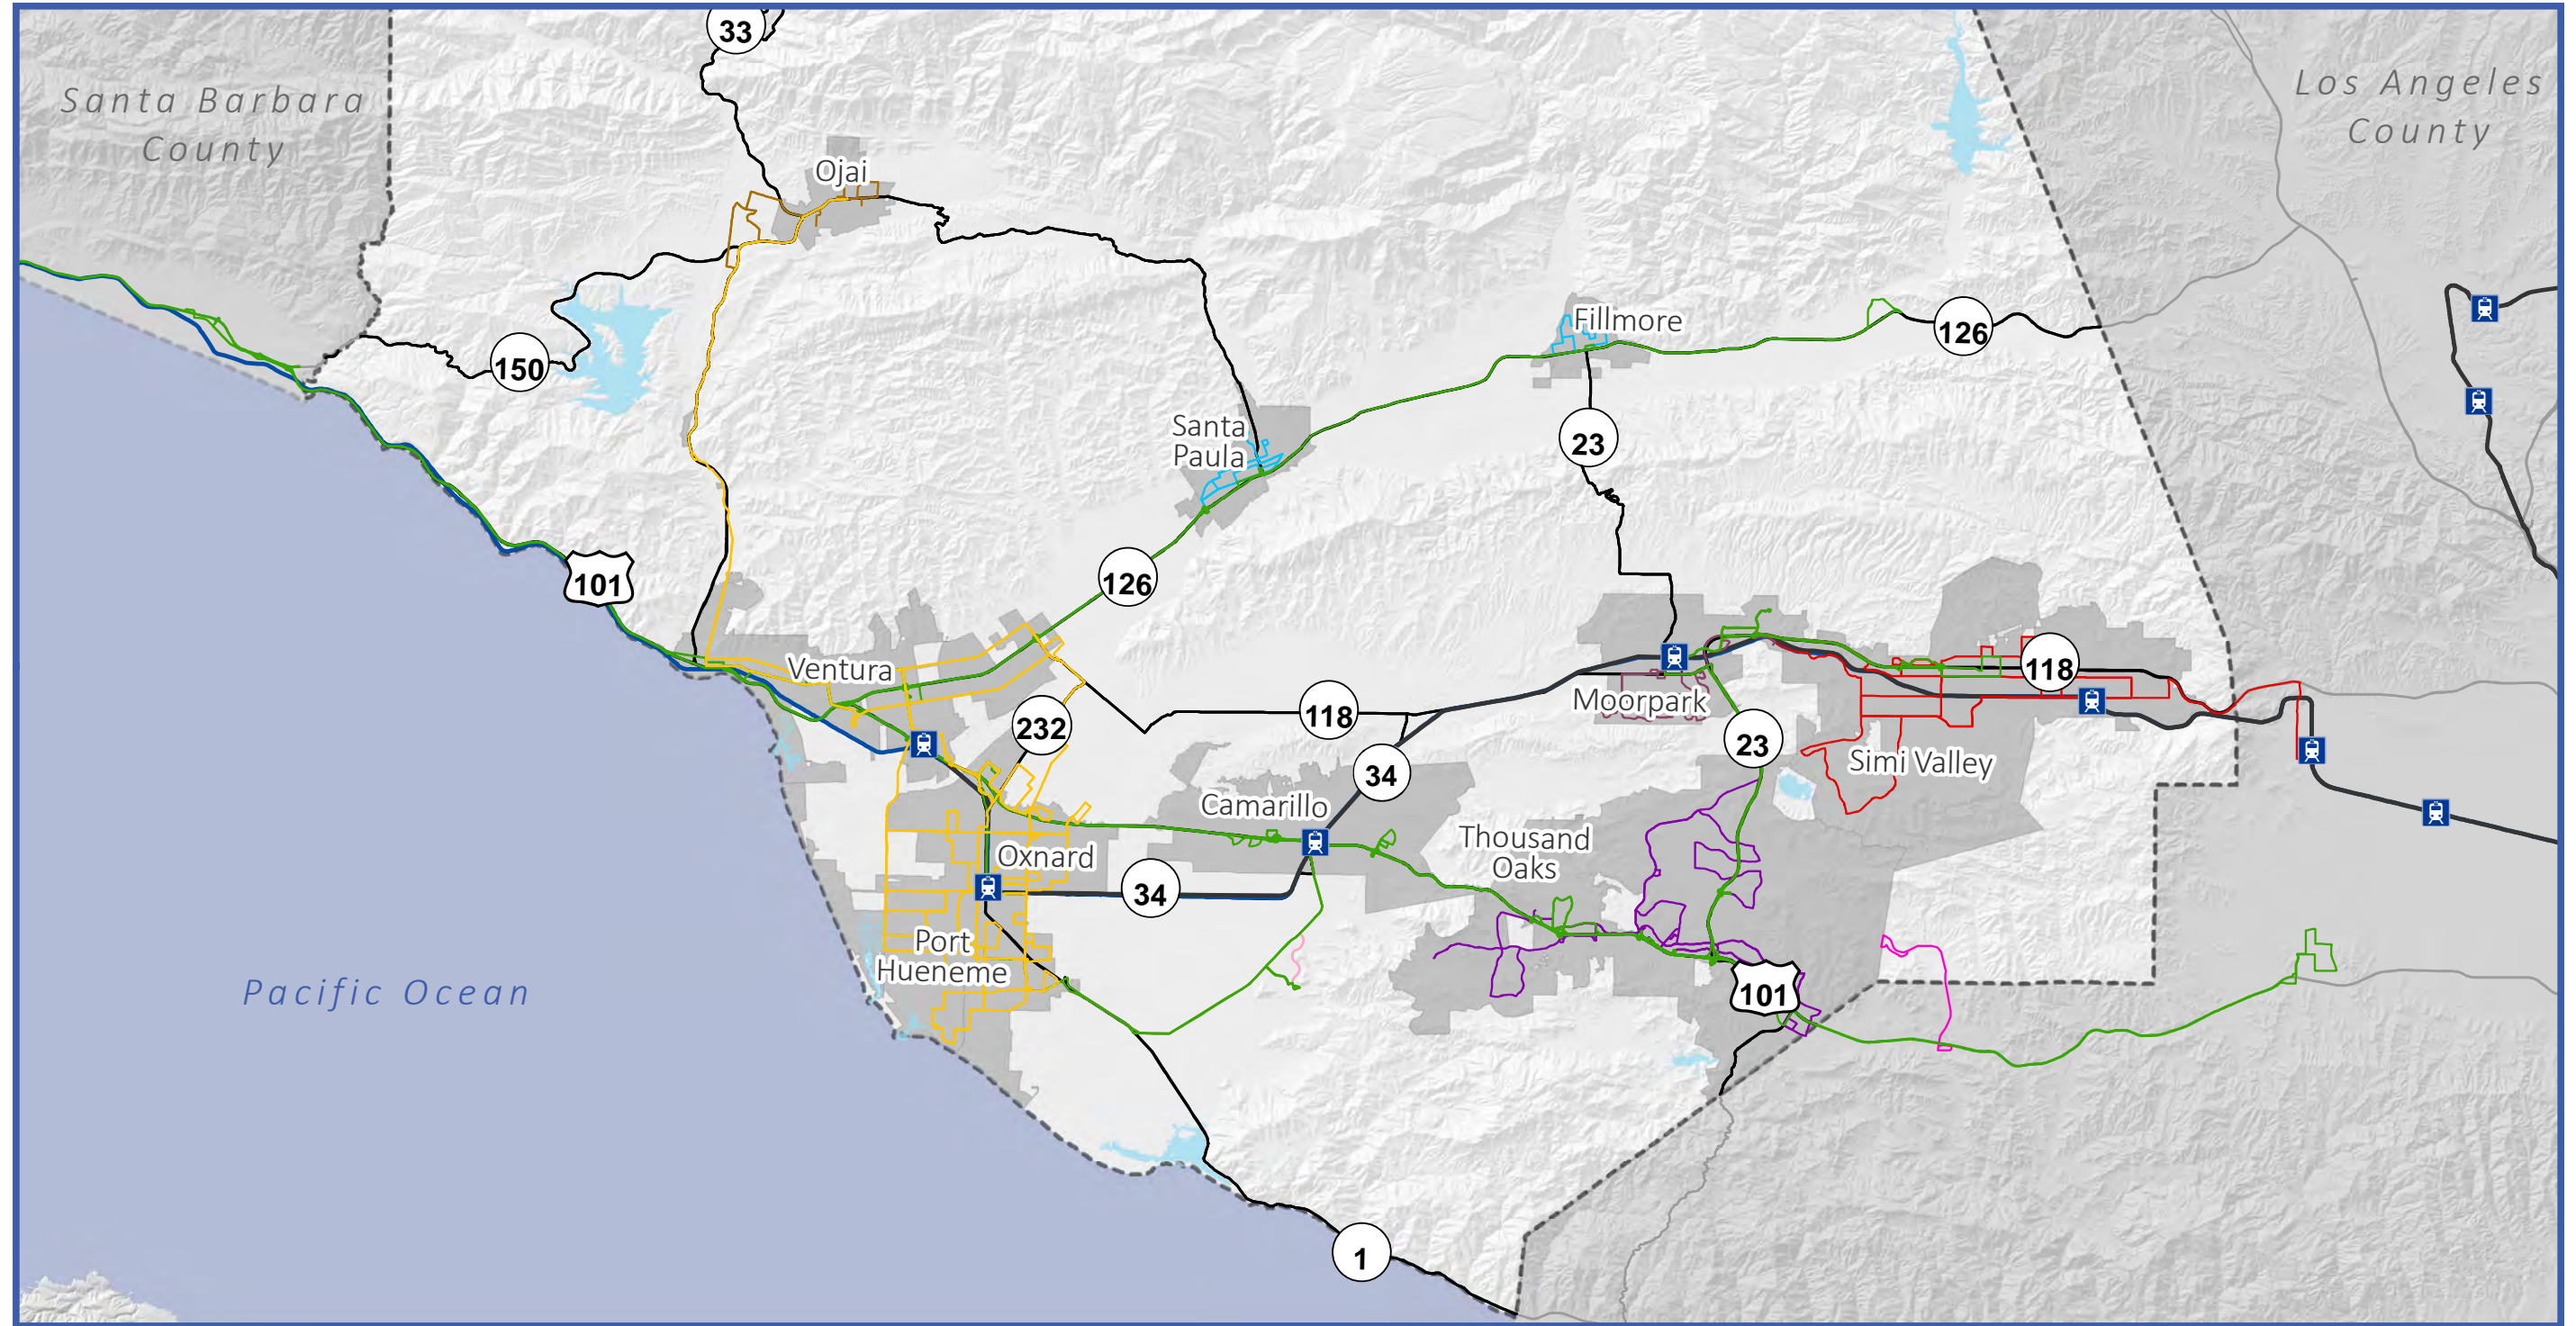 33
Santa Barbara
County
Los Angeles
County
Ojai
Fillmore
126
150
Santa
Paula
23
101
126
Ventura
118
Moorpark
232
118
23
34
Simi Valley
Camarillo
Thousand
Oaks
Oxnard
34
Port
Hueneme
Pacific Ocean
101
1